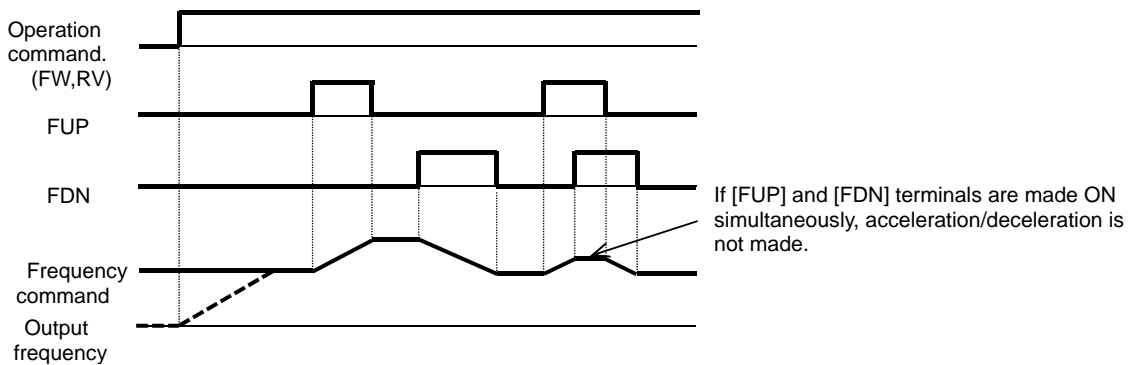 Operation
command.
(FW,RV)
FUP
FDN
If [FUP] and [FDN] terminals are made ON
simultaneously, acceleration/deceleration is
not made.
Frequency
command
Output
frequency